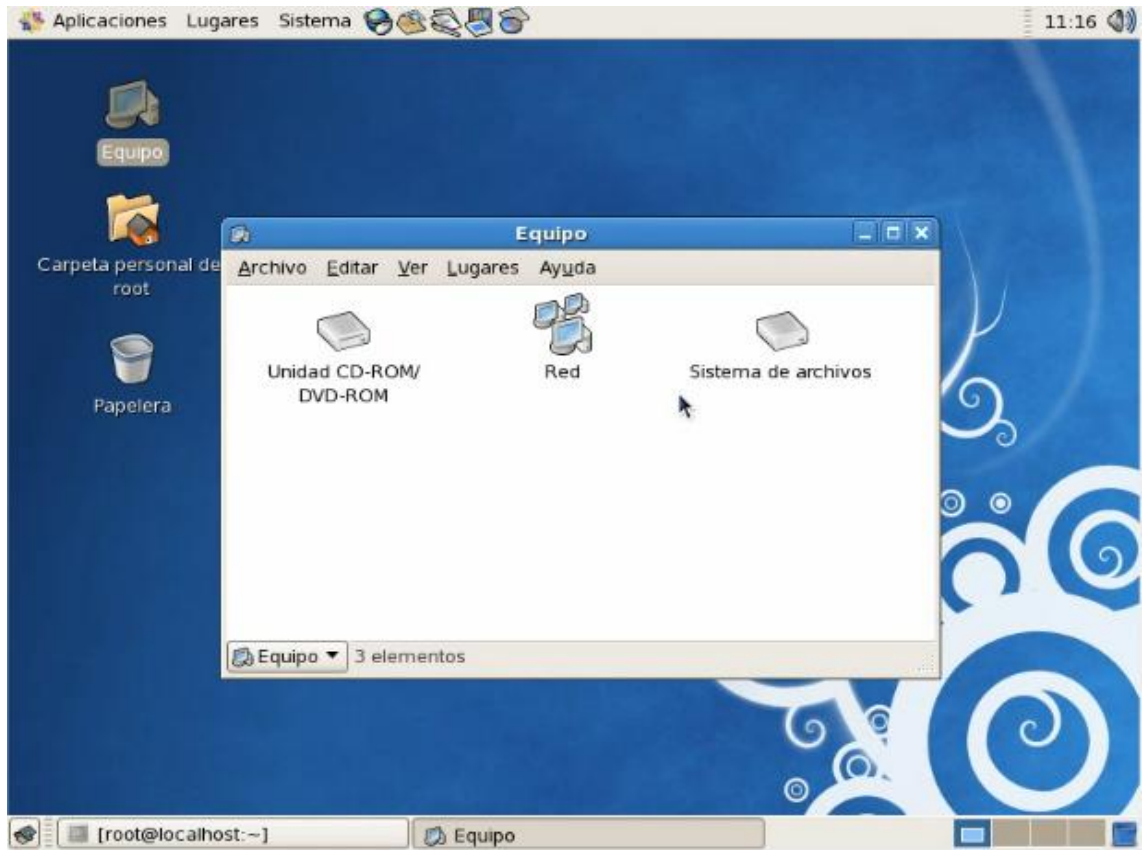 Aplicaciones Lugares Sistema 11:16
Equipo
Carpeta personal de
root
Papelera
Equipo
Archivo Editar Ver Lugares Ayuda
Unidad CD-ROM/
DVD-ROM
Red
Sistema de archivos
Equipo 3 elementos
[root@localhost:~] Equipo